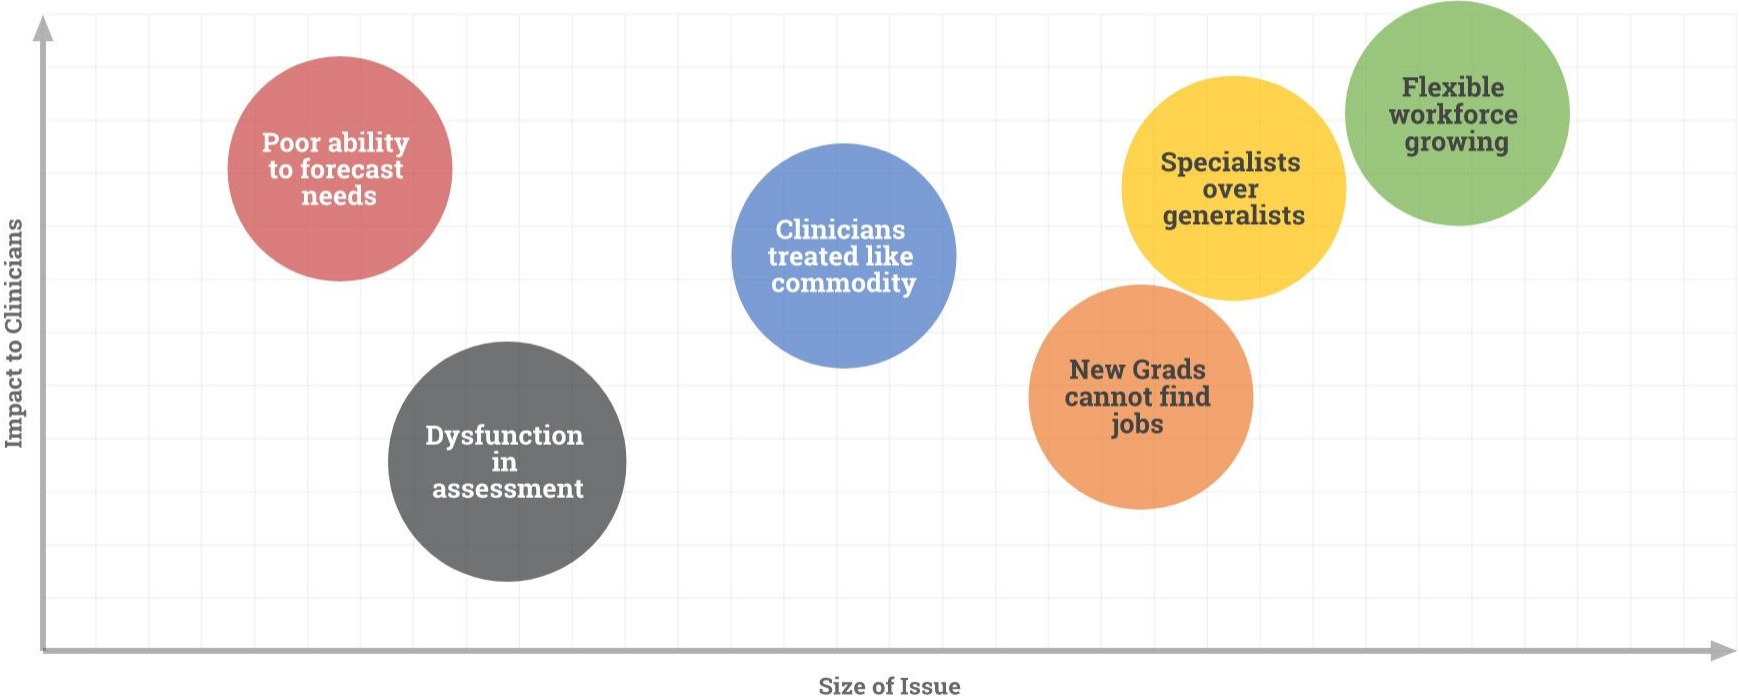 Impact to Clinicians
Poor ability
to forecast
needs
Dysfunction
in
assessment
Clinicians
treated like
commodity
New Grads
cannot find
jobs
Specialists
over
generalists
Flexible
workforce
growing
Size of Issue